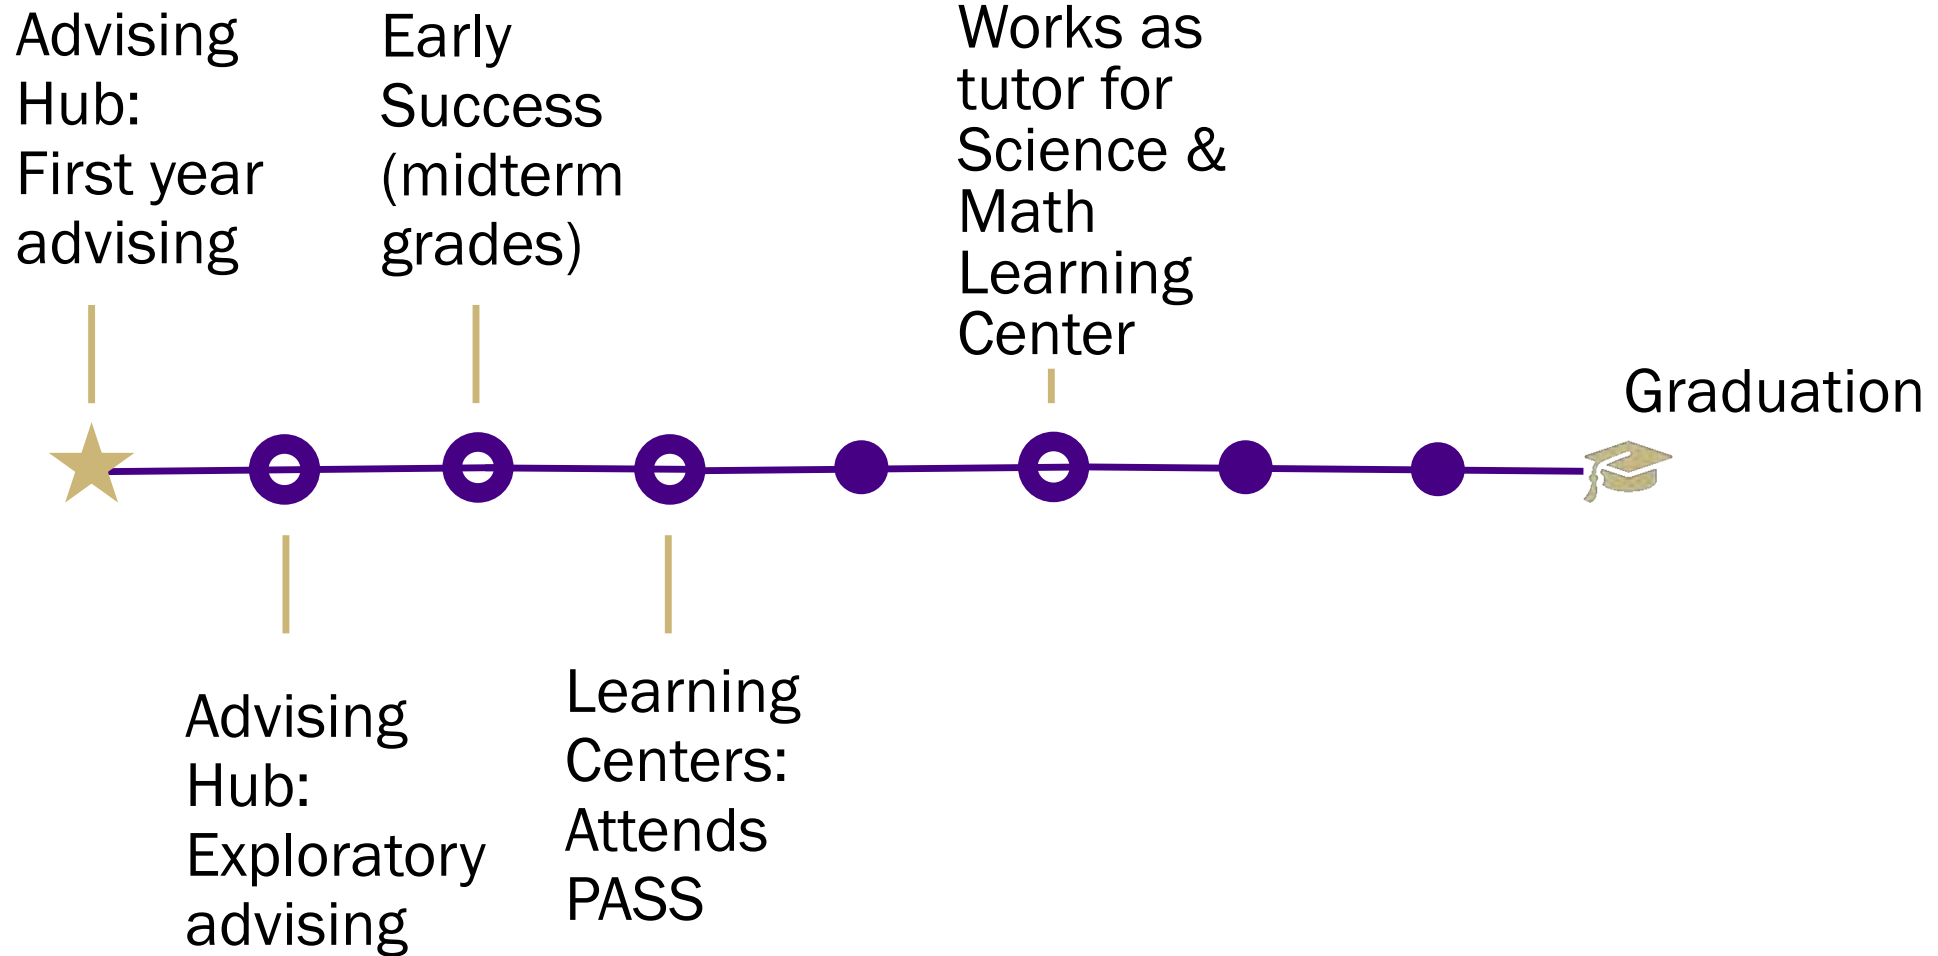 Advising
Hub:
First year
advising
Early
Success
(midterm
grades)
Works as
tutor for
Science &
Math
Learning
Center
Graduation
Advising
Hub:
Exploratory
advising
Learning
Centers:
Attends
PASS